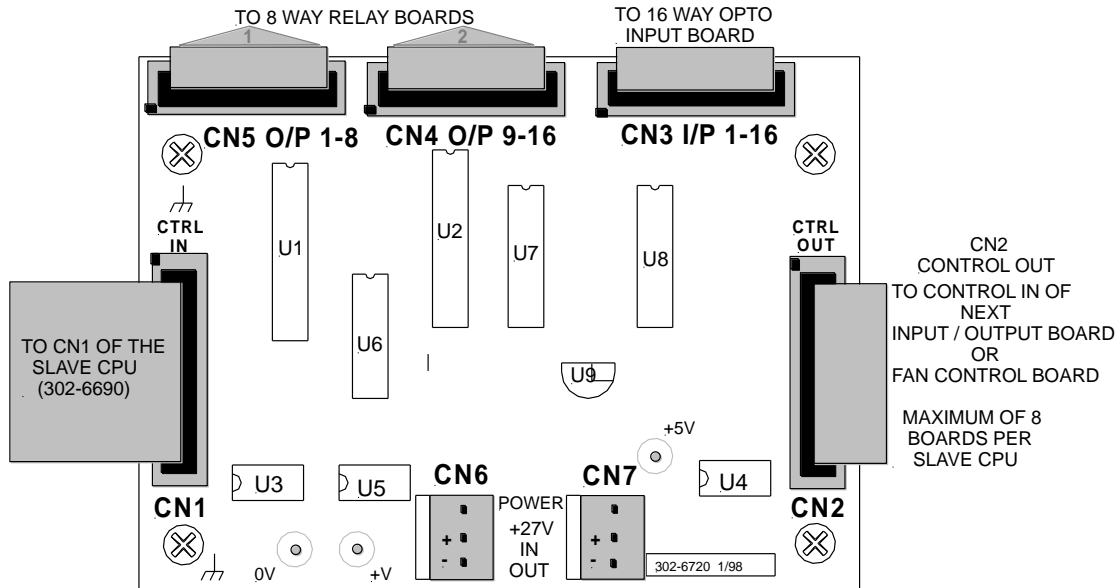 TO 8 WAY RELAY BOARDS
1
2
TO 16 WAY OPTO
INPUT BOARD
CN5 O/P 1-8
CN4 O/P 9-16
CN3 I/P 1-16
CTRL
IN
CTRL
OUT
U1
U2
U7
U8
U6
U9
TO CN1 OF THE
SLAVE CPU
(302-6690)
CN2
CONTROL OUT
TO CONTROL IN OF
NEXT
INPUT / OUTPUT BOARD
OR
FAN CONTROL BOARD
MAXIMUM OF 8
BOARDS PER
SLAVE CPU
+5V
U3
U5
CN6
CN7
U4
CN1
CN2
POWER
+27V
IN
OUT
+
-
+
-
0V
+V
302-6720 1/98